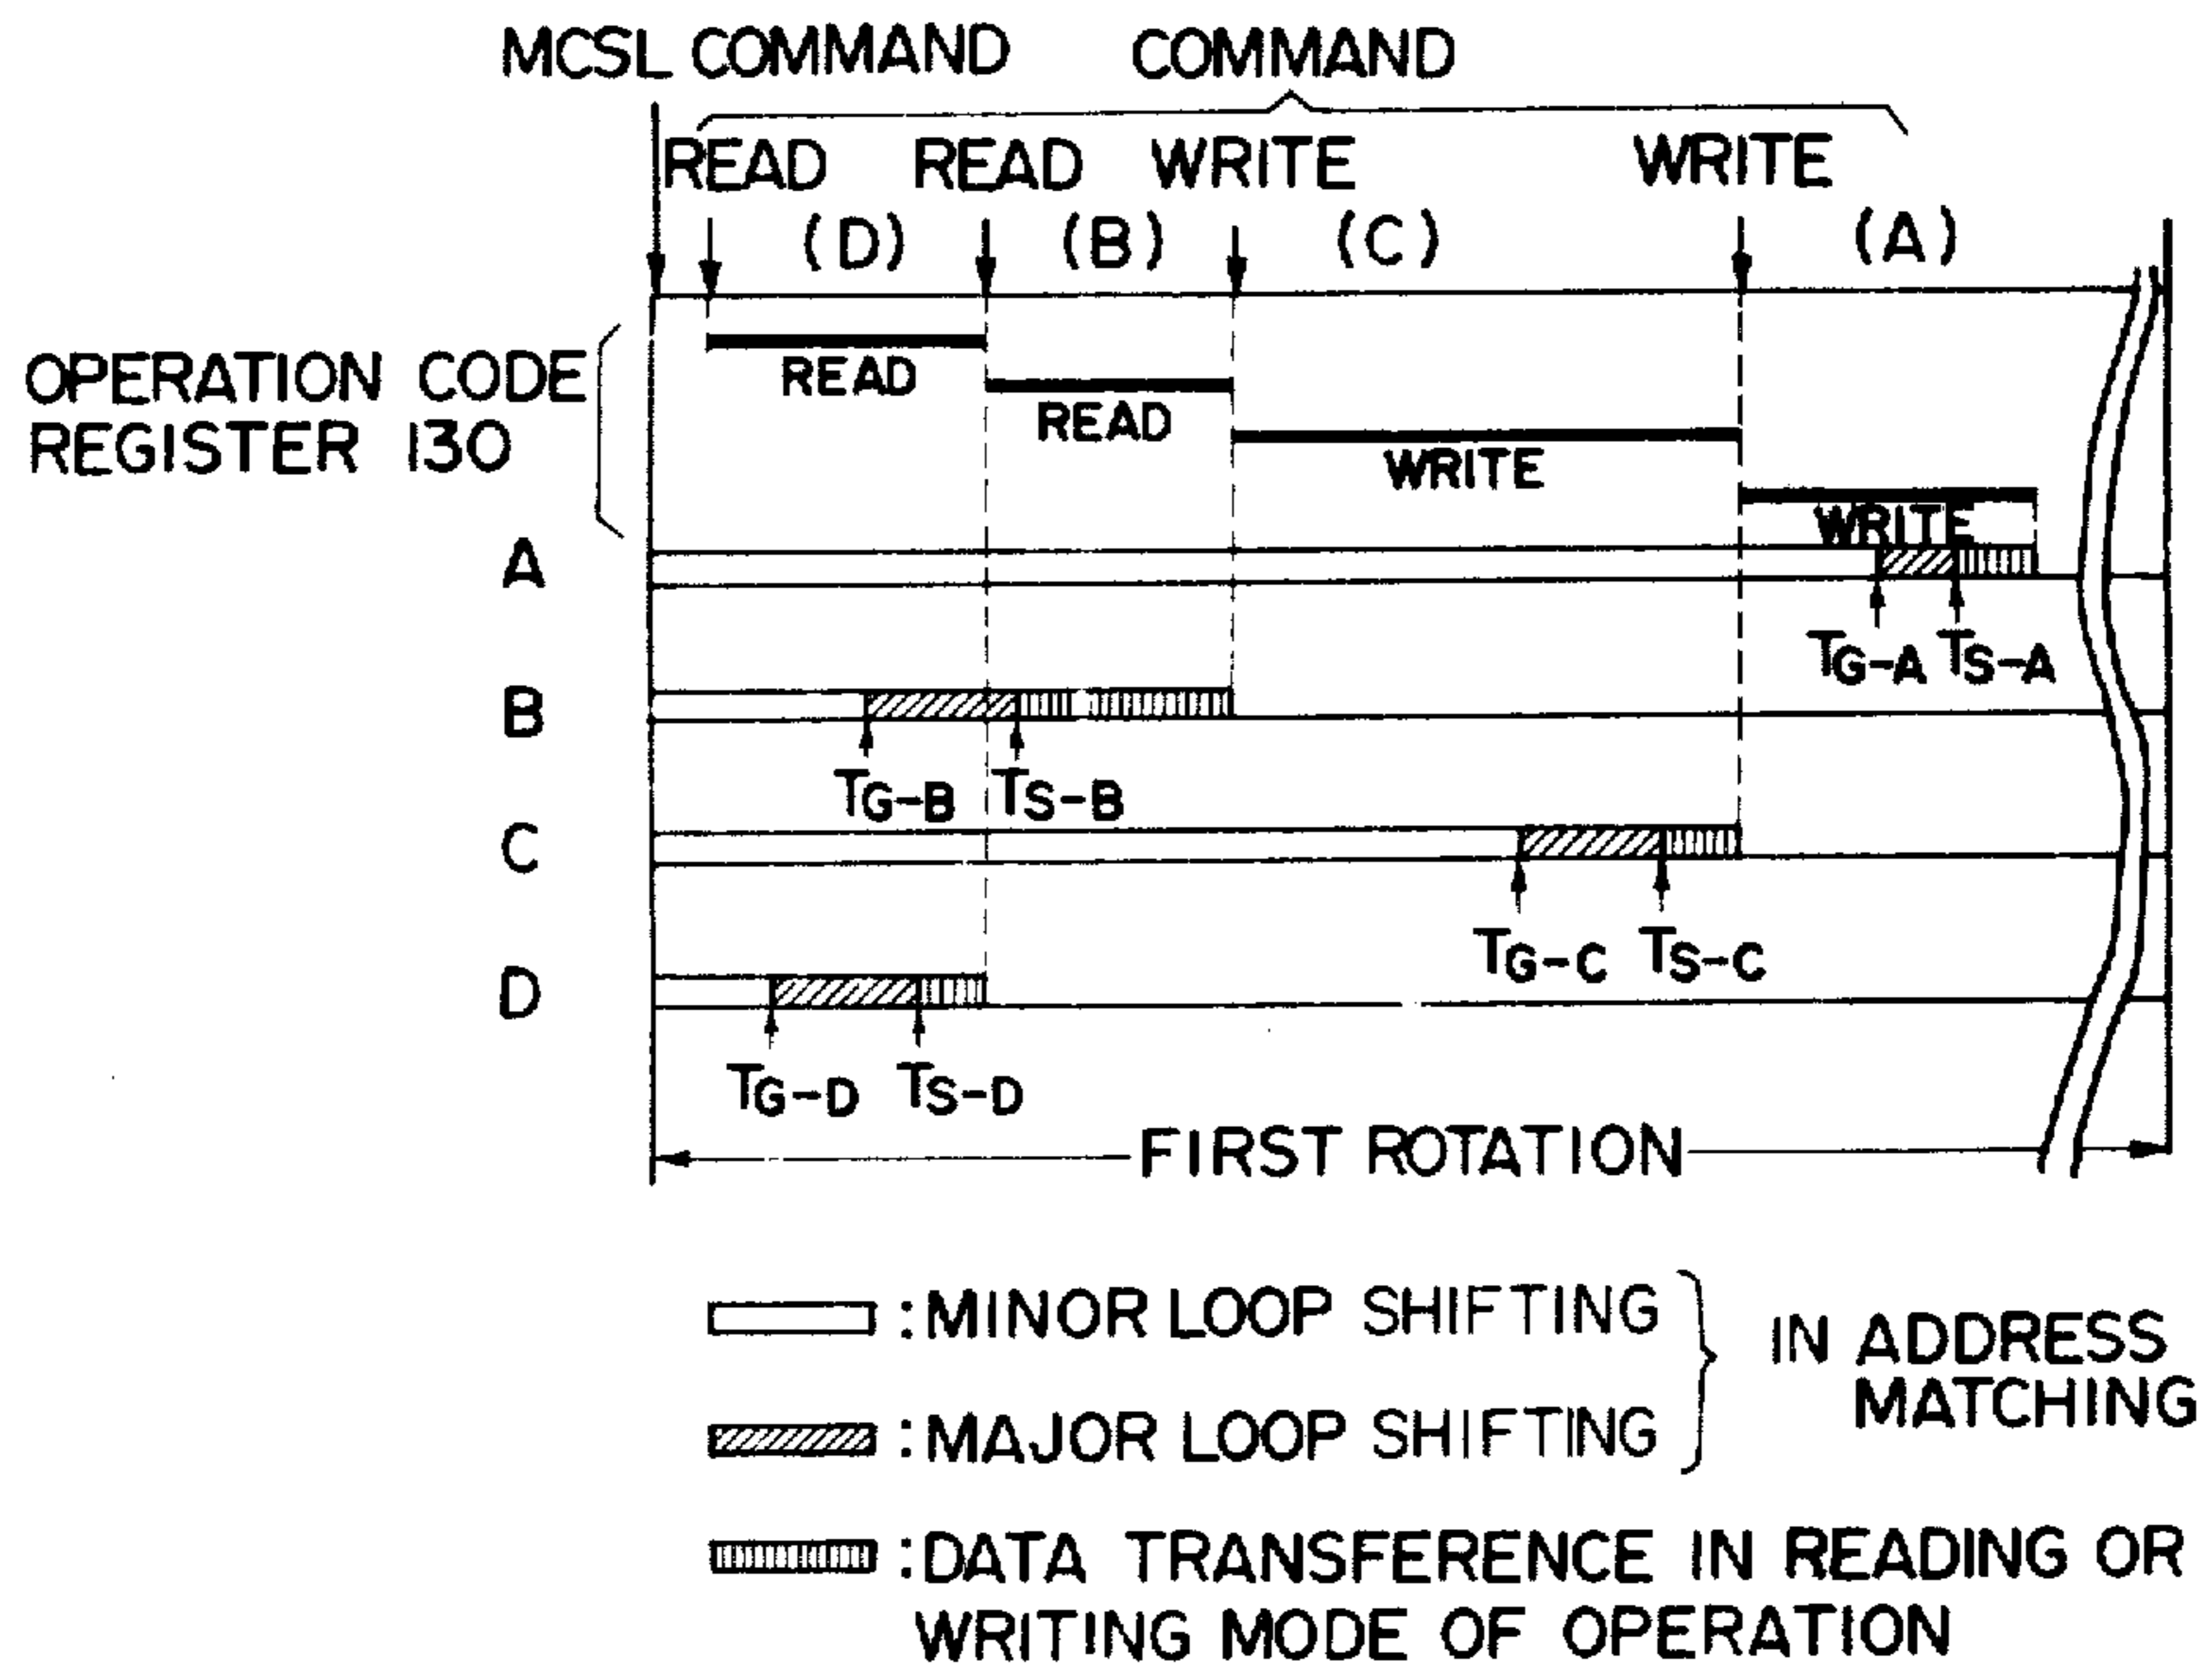 MCSL COMMAND COMMAND
READ READ WRITE WRITE
(D) (B) (C) (A)
OPERATION CODE
REGISTER 130
READ
READ
WRITE
WRITE
A
TG-A TS-A
B
TG-B TS-B
C
TG-C TS-C
D
TG-D TS-D
FIRST ROTATION
: MINOR LOOP SHIFTING
: MAJOR LOOP SHIFTING
IN ADDRESS
MATCHING
: DATA TRANSFERENCE IN READING OR
WRITING MODE OF OPERATION